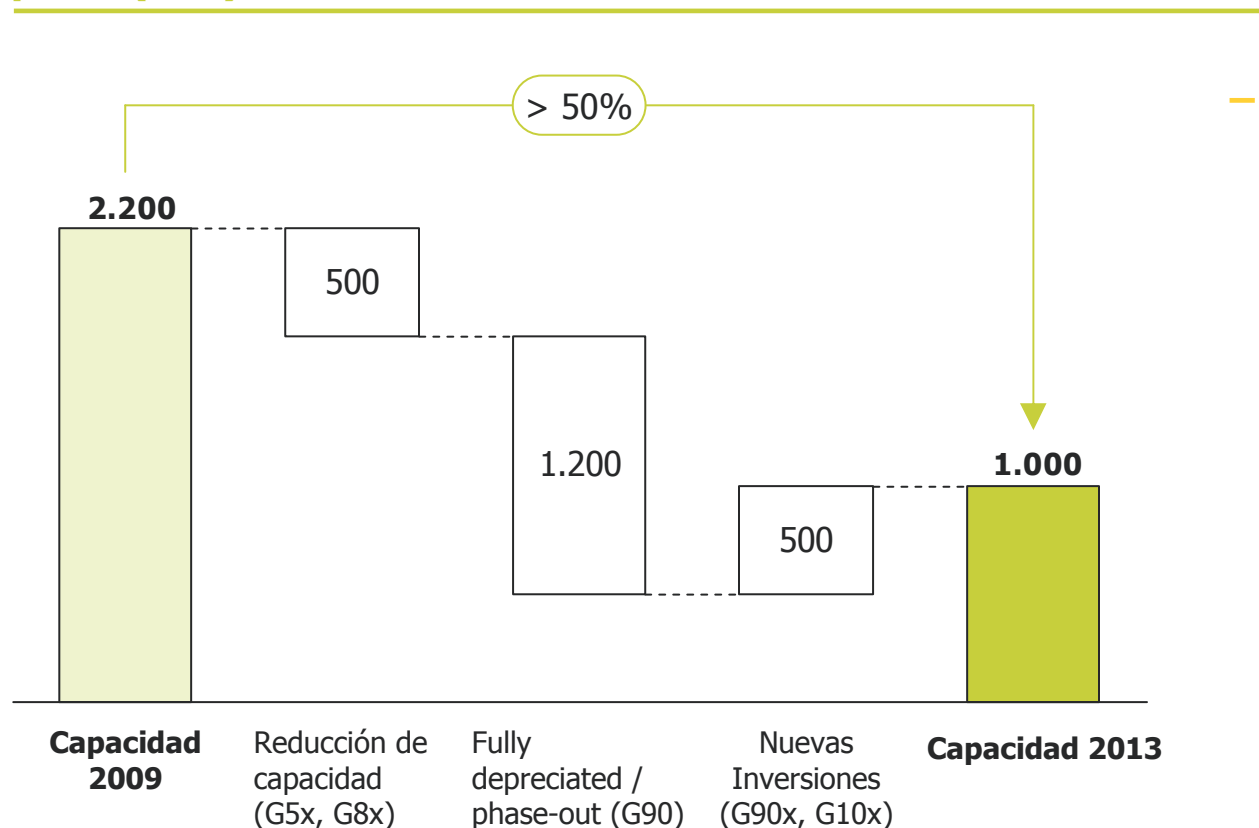 > 50%
2.200
500
1.200
500
1.000
Capacidad
2009
Reducción de
capacidad
(G5x, G8x)
Fully
depreciated /
phase-out (G90)
Nuevas
Inversiones
(G90x, G10x)
Capacidad 2013